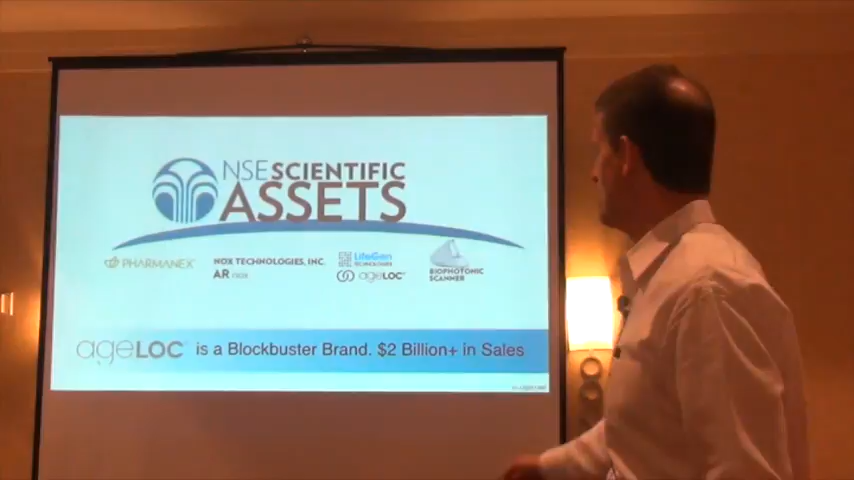 NSE SCIENTIFIC
ASSETS
PHARMANEX
NOX TECHNOLOGIES, INC.
AR
LifeGen
TECHNOLOGIES
ageLOC
BIOPHOTONIC
SCANNER
ageLOC is a Blockbuster Brand. $2 Billion+ in Sales